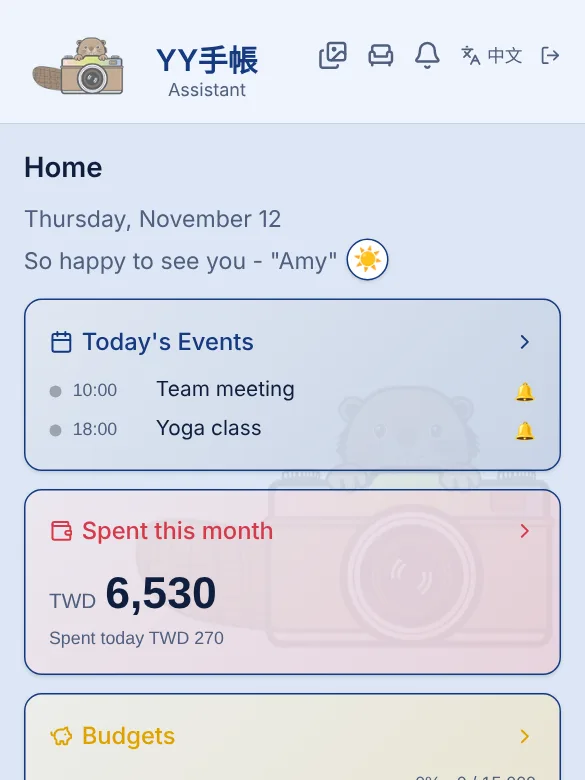 YY手帳
Assistant
中文
Home
Thursday, November 12
So happy to see you - "Amy"
Today's Events
10:00 Team meeting
18:00 Yoga class
Spent this month
TWD 6,530
Spent today TWD 270
Budgets